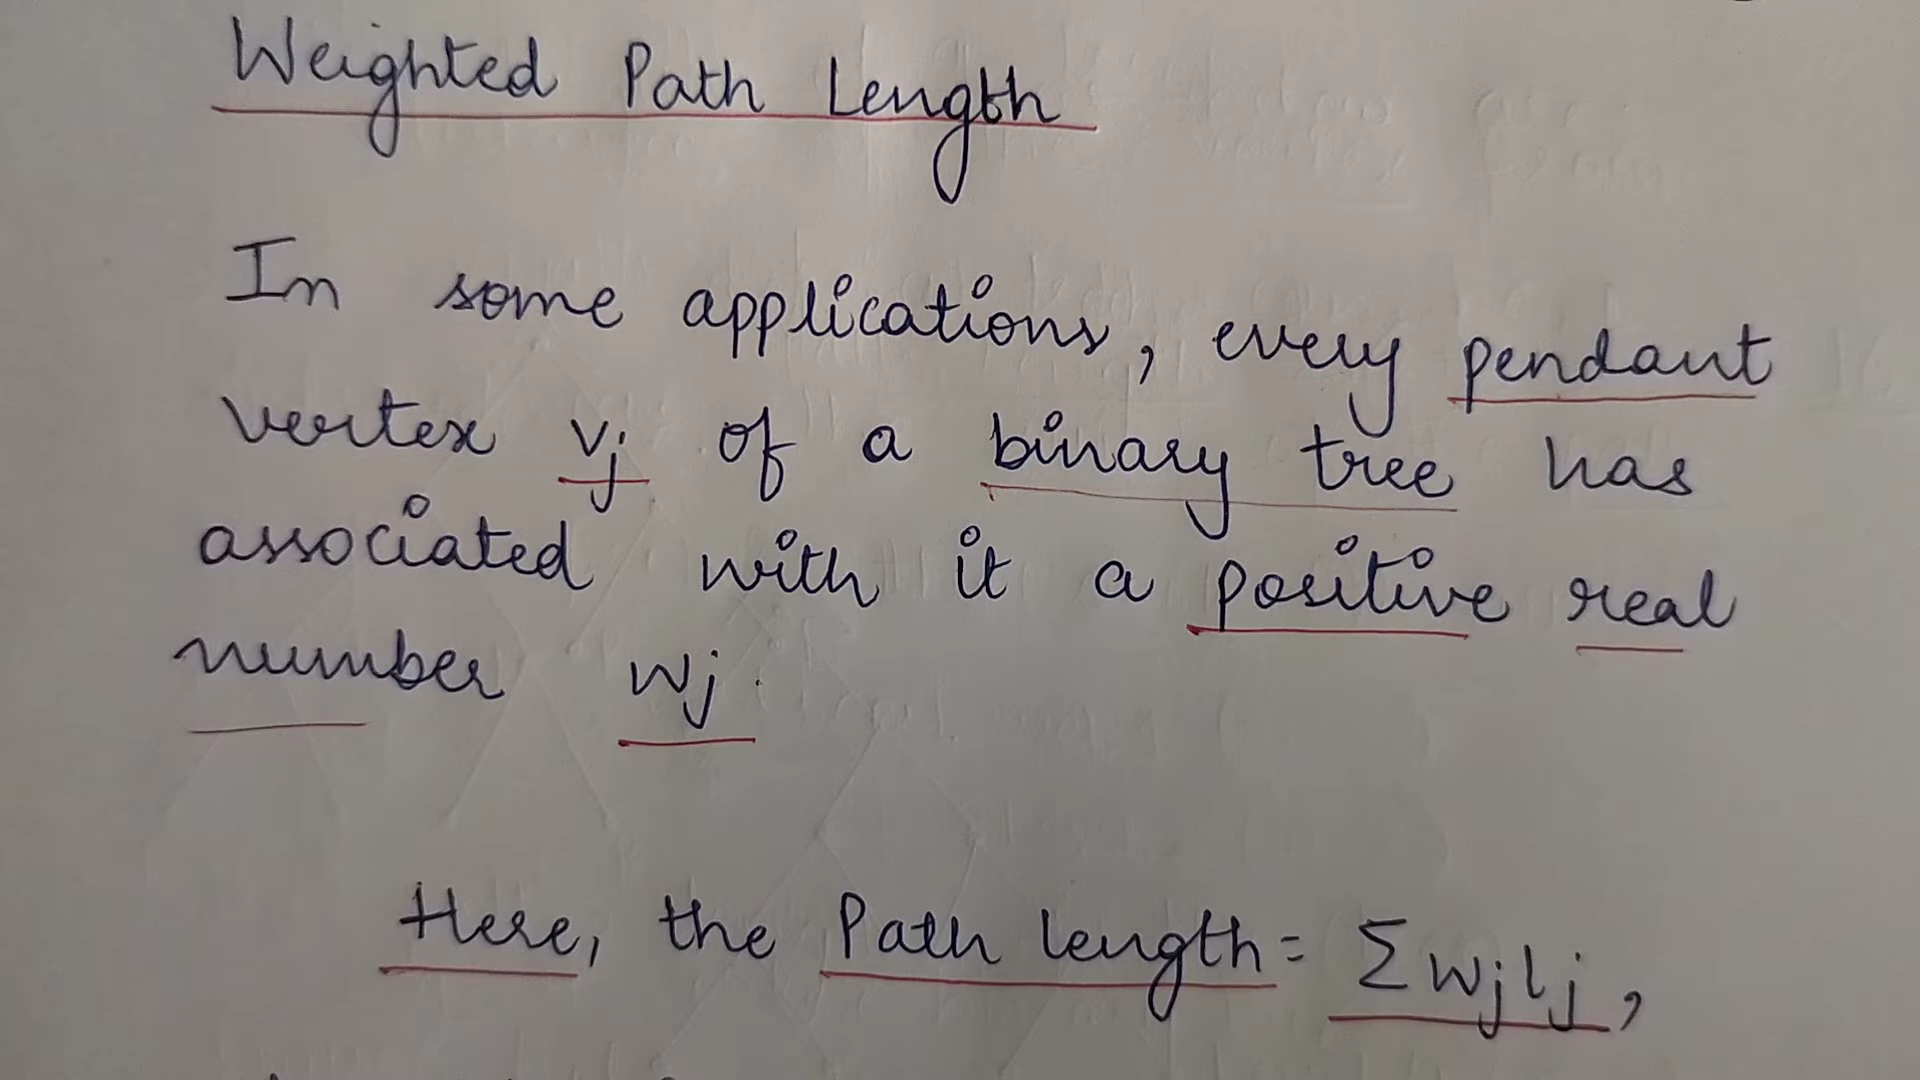 Weighted Path Length
In some applications, every pendant
vertex vj of a binary tree has
associated with it a positive real
number wj.
Here, the Path length = Σwjlj,